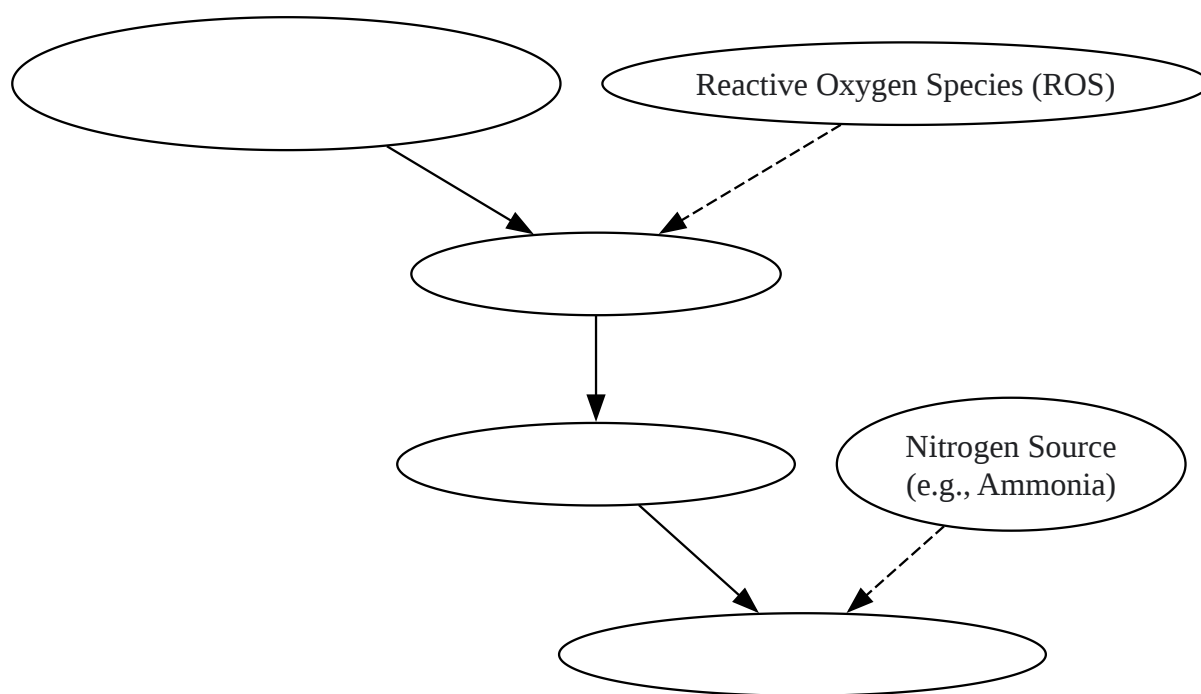 Reactive Oxygen Species (ROS)
Nitrogen Source
(e.g., Ammonia)